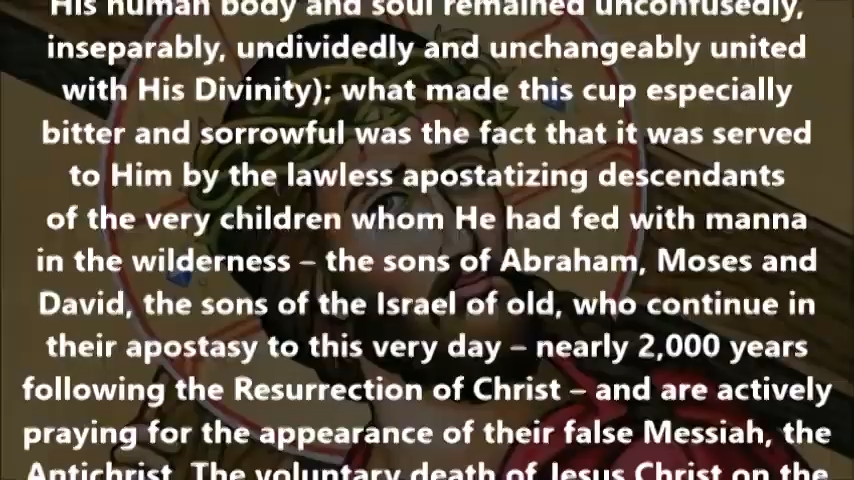 His human body and soul remained unconfusedly,
inseparably, undividedly and unchangeably united
with His Divinity); what made this cup especially
bitter and sorrowful was the fact that it was served
to Him by the lawless apostatizing descendants
of the very children whom He had fed with manna
in the wilderness – the sons of Abraham, Moses and
David, the sons of the Israel of old, who continue in
their apostasy to this very day – nearly 2,000 years
following the Resurrection of Christ – and are actively
praying for the appearance of their false Messiah, the
Antichrist. The voluntary death of Jesus Christ on the